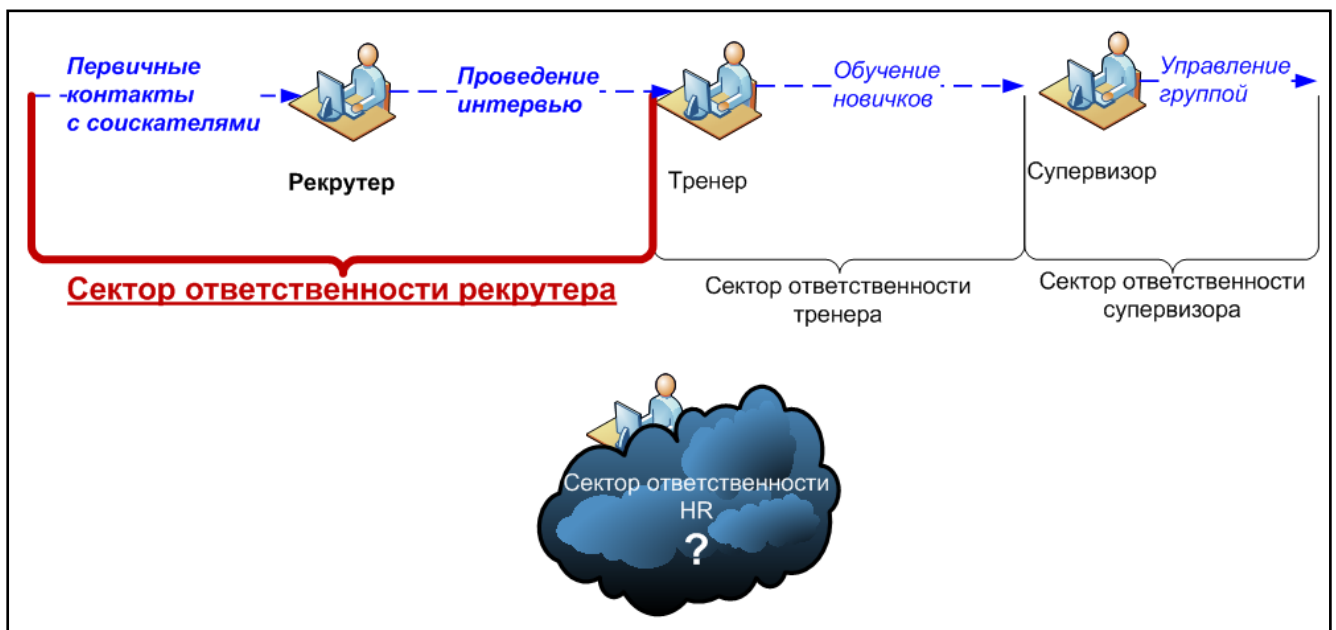 Первичные
контакты
с соискателями
Проведение
интервью
Обучение
новичков
Управление
группой
Рекрутер
Тренер
Супервизор
Сектор ответственности рекрутера
Сектор ответственности
тренера
Сектор ответственности
супервизора
Сектор ответственности
HR
?